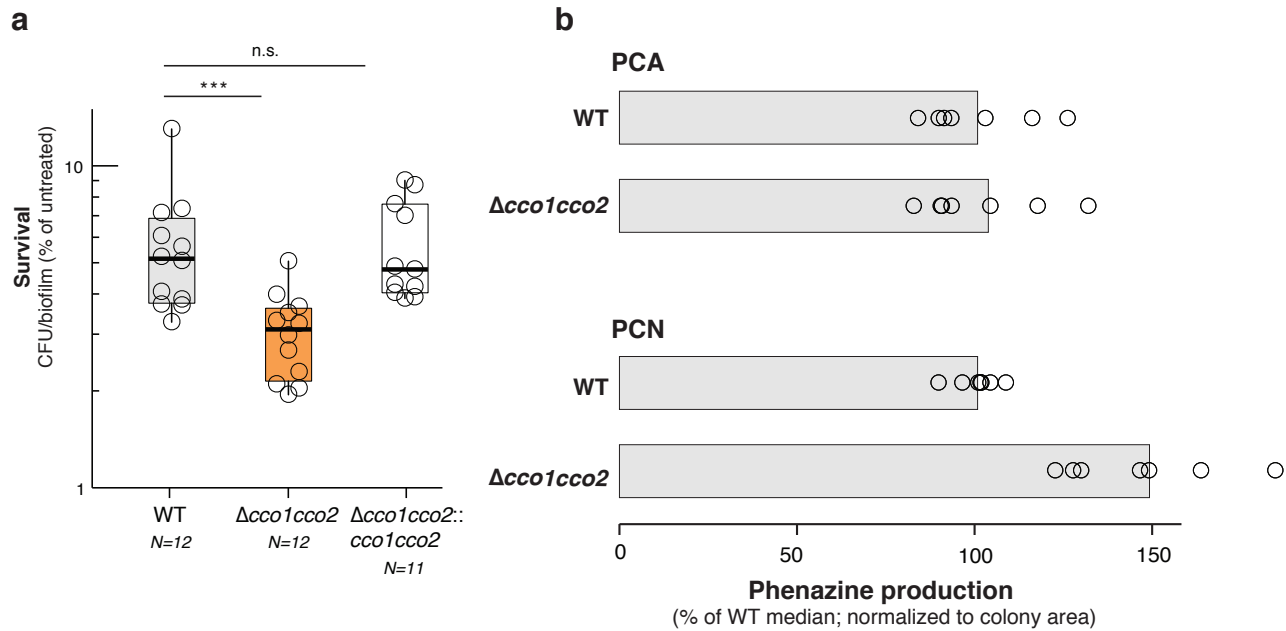 a
n.s.
***
Survival
CFU/biofilm (% of untreated)
10
1
WT
N=12
Δcco1cco2
N=12
Δcco1cco2::
cco1cco2
N=11
b
PCA
WT
Δcco1cco2
PCN
WT
Δcco1cco2
0
50
100
150
Phenazine production
(% of WT median; normalized to colony area)